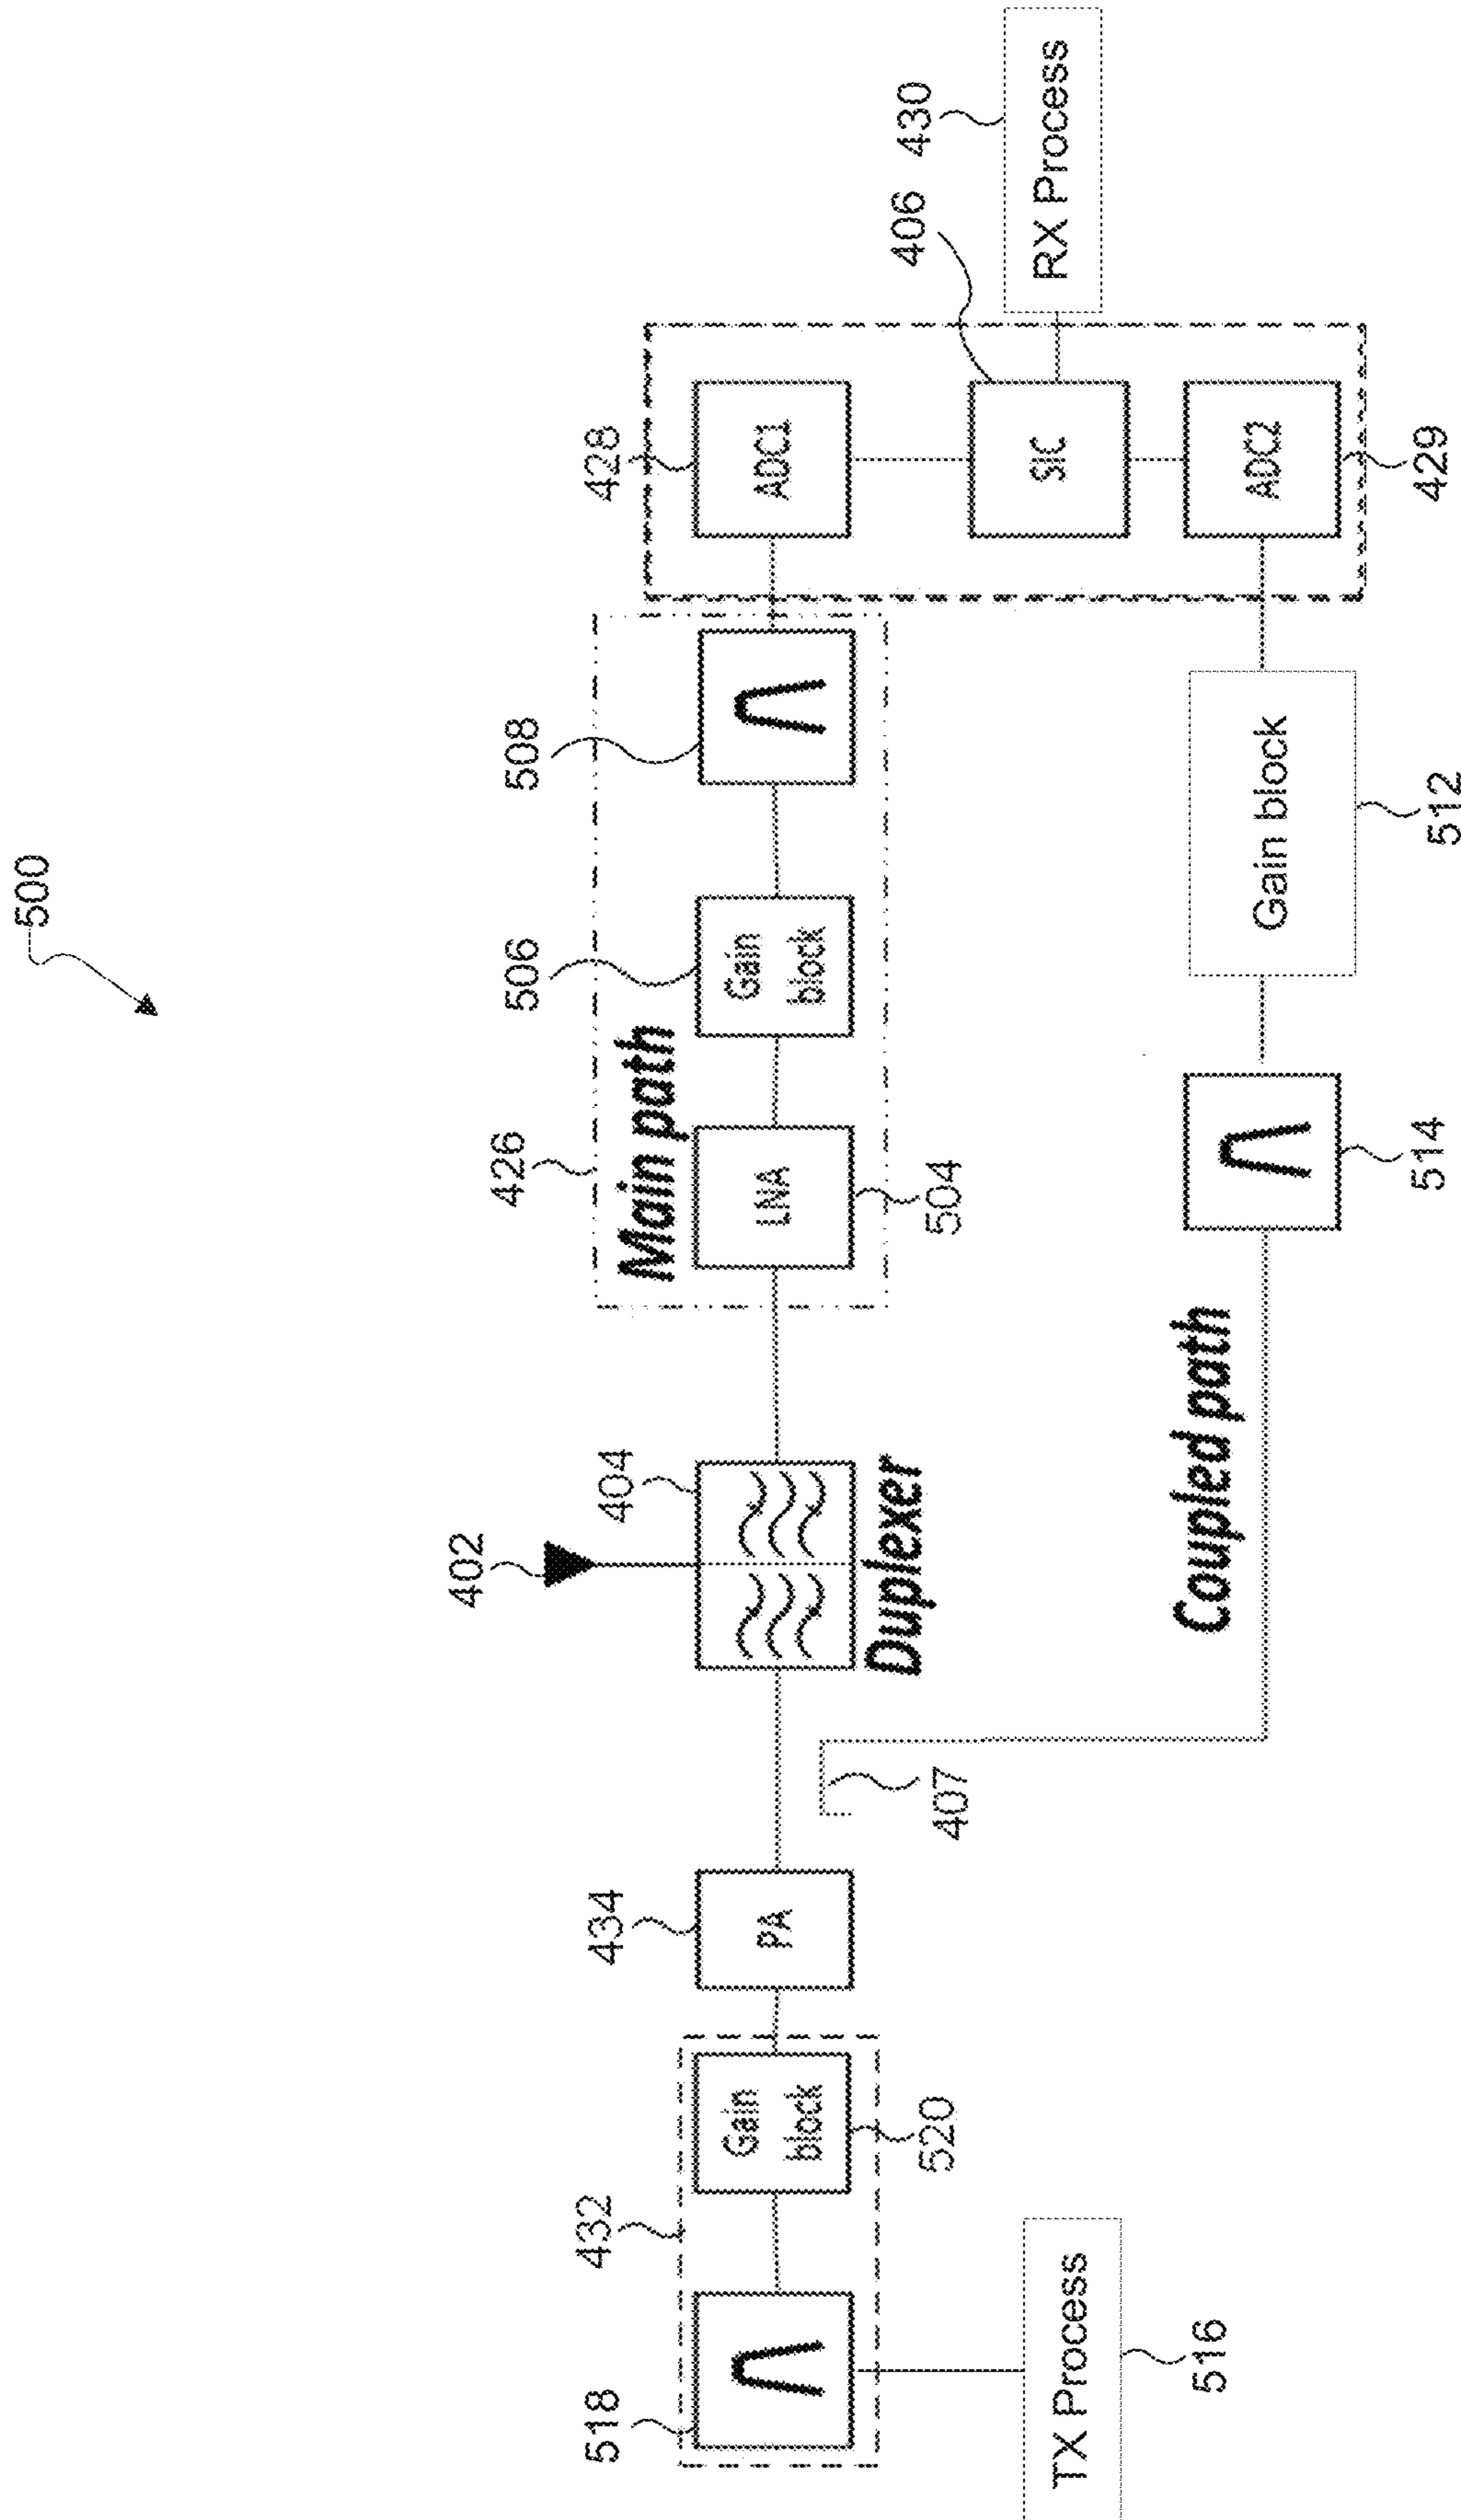 500
402
404
Duplexer
426
Main path
LNA
504
506
Gain
block
508
428
ADC1
406
SIC
ADC2
429
430
RX Process
434
PA
407
Coupled path
514
Gain block
512
432
518
Gain
block
520
TX Process
516